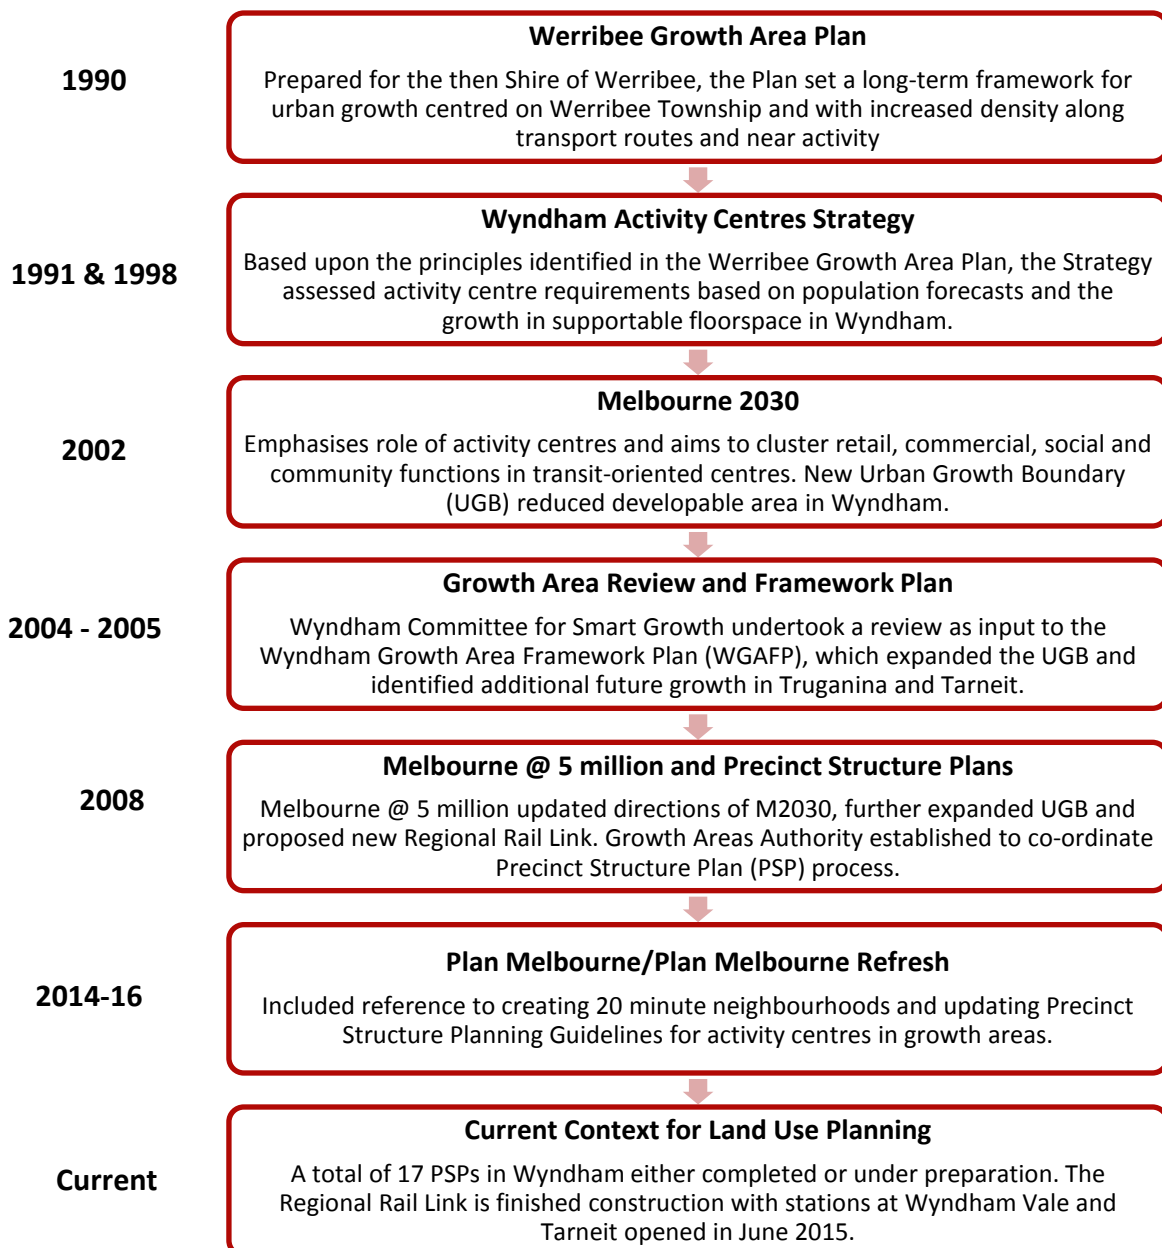 Werribee Growth Area Plan
1990
Prepared for the then Shire of Werribee, the Plan set a long-term framework for
urban growth centred on Werribee Township and with increased density along
transport routes and near activity
Wyndham Activity Centres Strategy
1991 & 1998
Based upon the principles identified in the Werribee Growth Area Plan, the Strategy
assessed activity centre requirements based on population forecasts and the
growth in supportable floorspace in Wyndham.
Melbourne 2030
2002
Emphasises role of activity centres and aims to cluster retail, commercial, social and
community functions in transit-oriented centres. New Urban Growth Boundary
(UGB) reduced developable area in Wyndham.
Growth Area Review and Framework Plan
2004 - 2005
Wyndham Committee for Smart Growth undertook a review as input to the
Wyndham Growth Area Framework Plan (WGAFP), which expanded the UGB and
identified additional future growth in Truganina and Tarneit.
Melbourne @ 5 million and Precinct Structure Plans
2008
Melbourne @ 5 million updated directions of M2030, further expanded UGB and
proposed new Regional Rail Link. Growth Areas Authority established to co-ordinate
Precinct Structure Plan (PSP) process.
Plan Melbourne/Plan Melbourne Refresh
2014-16
Included reference to creating 20 minute neighbourhoods and updating Precinct
Structure Planning Guidelines for activity centres in growth areas.
Current Context for Land Use Planning
Current
A total of 17 PSPs in Wyndham either completed or under preparation. The
Regional Rail Link is finished construction with stations at Wyndham Vale and
Tarneit opened in June 2015.